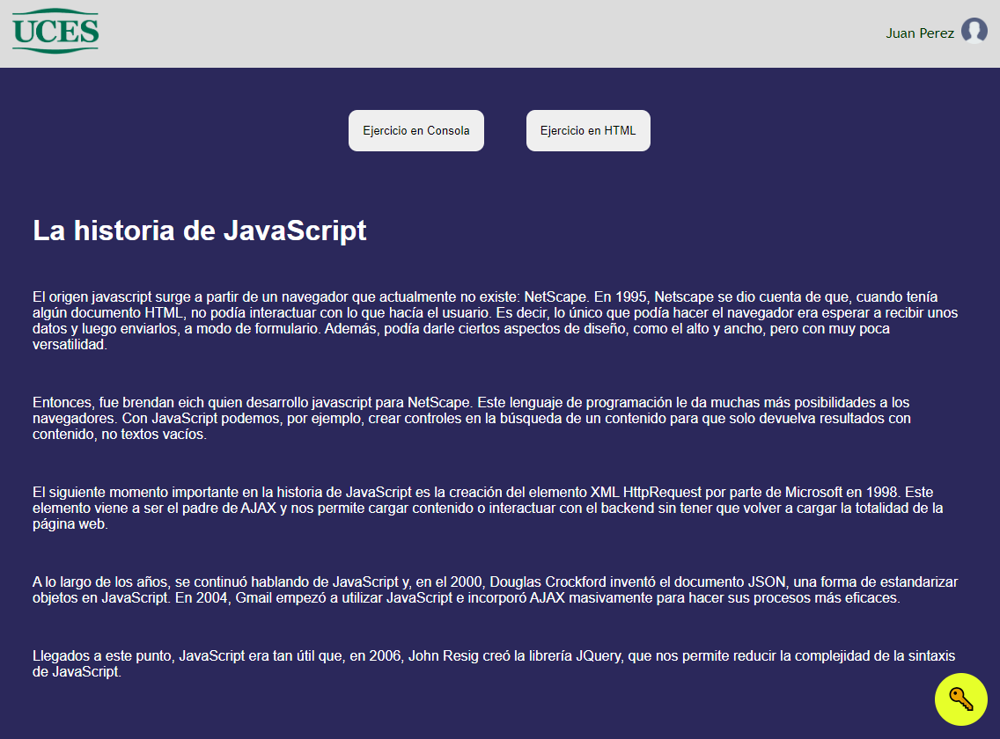 UCES
Juan Perez
Ejercicio en Consola
Ejercicio en HTML
La historia de JavaScript
El origen javascript surge a partir de un navegador que actualmente no existe: NetScape. En 1995, Netscape se dio cuenta de que, cuando tenía
algún documento HTML, no podía interactuar con lo que hacía el usuario. Es decir, lo único que podía hacer el navegador era esperar a recibir unos
datos y luego enviarlos, a modo de formulario. Además, podía darle ciertos aspectos de diseño, como el alto y ancho, pero con muy poca
versatilidad.
Entonces, fue brendan eich quien desarrollo javascript para NetScape. Este lenguaje de programación le da muchas más posibilidades a los
navegadores. Con JavaScript podemos, por ejemplo, crear controles en la búsqueda de un contenido para que solo devuelva resultados con
contenido, no textos vacíos.
El siguiente momento importante en la historia de JavaScript es la creación del elemento XML HttpRequest por parte de Microsoft en 1998. Este
elemento viene a ser el padre de AJAX y nos permite cargar contenido o interactuar con el backend sin tener que volver a cargar la totalidad de la
página web.
A lo largo de los años, se continuó hablando de JavaScript y, en el 2000, Douglas Crockford inventó el documento JSON, una forma de estandarizar
objetos en JavaScript. En 2004, Gmail empezó a utilizar JavaScript e incorporó AJAX masivamente para hacer sus procesos más eficaces.
Llegados a este punto, JavaScript era tan útil que, en 2006, John Resig creó la librería JQuery, que nos permite reducir la complejidad de la sintaxis
de JavaScript.